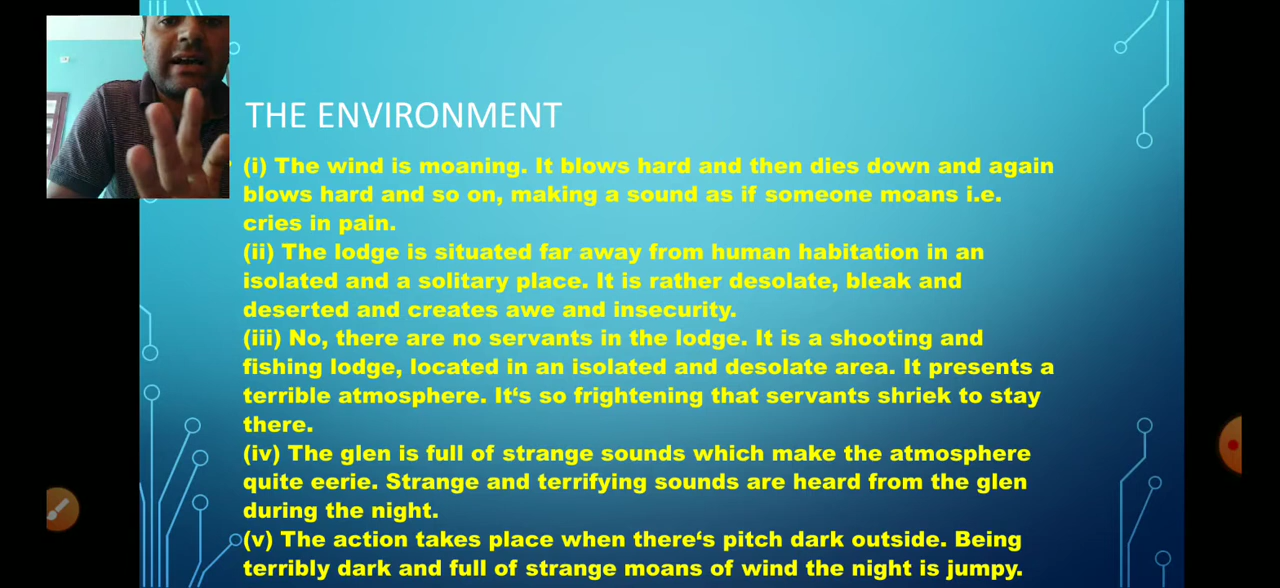 THE ENVIRONMENT
(i) The wind is moaning. It blows hard and then dies down and again
blows hard and so on, making a sound as if someone moans i.e.
cries in pain.
(ii) The lodge is situated far away from human habitation in an
isolated and a solitary place. It is rather desolate, bleak and
deserted and creates awe and insecurity.
(iii) No, there are no servants in the lodge. It is a shooting and
fishing lodge, located in an isolated and desolate area. It presents a
terrible atmosphere. It‘s so frightening that servants shriek to stay
there.
(iv) The glen is full of strange sounds which make the atmosphere
quite eerie. Strange and terrifying sounds are heard from the glen
during the night.
(v) The action takes place when there‘s pitch dark outside. Being
terribly dark and full of strange moans of wind the night is jumpy.